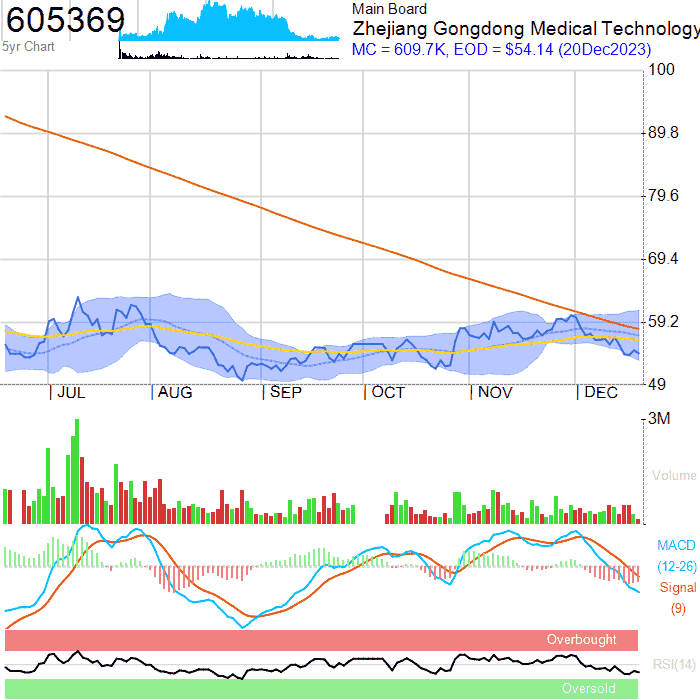 605369
5yr Chart
Main Board
Zhejiang Gongdong Medical Technology
MC = 609.7K, EOD = $54.14 (20Dec2023)
100
89.8
79.6
69.4
59.2
49
JUL AUG SEP OCT NOV DEC
3M
Volume
MACD
(12-26)
Signal
(9)
Overbought
RSI(14)
Oversold